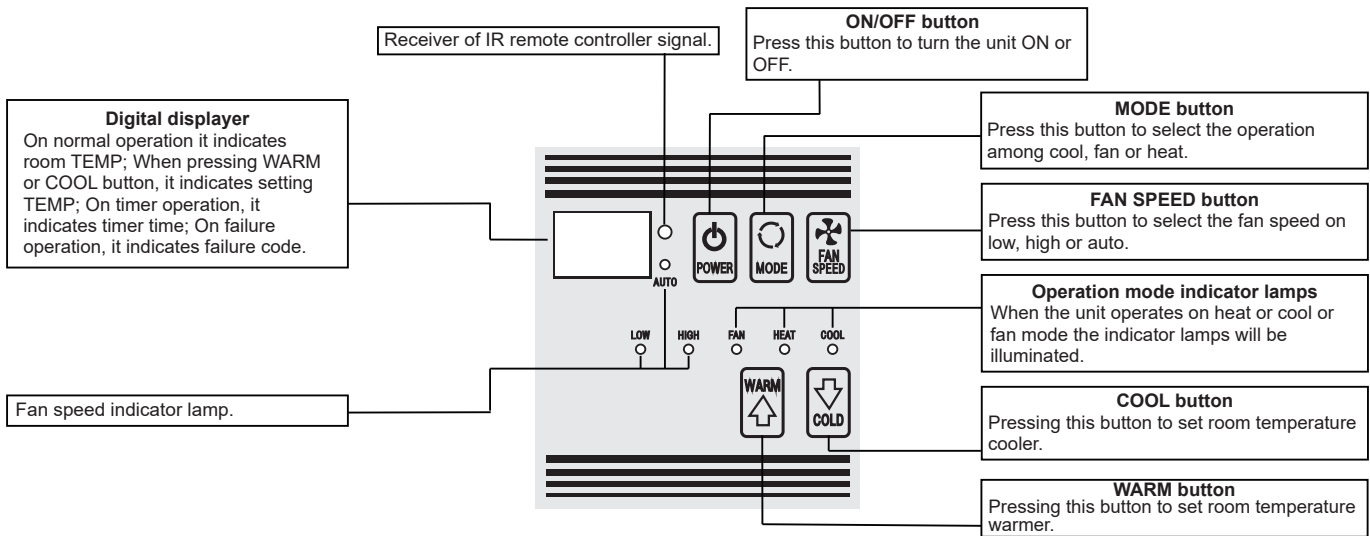 ON/OFF button
Press this button to turn the unit ON or
OFF.
Receiver of IR remote controller signal.
Digital displayer
On normal operation it indicates
room TEMP; When pressing WARM
or COOL button, it indicates setting
TEMP; On timer operation, it
indicates timer time; On failure
operation, it indicates failure code.
MODE button
Press this button to select the operation
among cool, fan or heat.
FAN SPEED button
Press this button to select the fan speed on
low, high or auto.
POWER
MODE
FAN
SPEED
AUTO
Operation mode indicator lamps
When the unit operates on heat or cool or
fan mode the indicator lamps will be
illuminated.
LOW
HIGH
FAN
HEAT
COOL
Fan speed indicator lamp.
WARM
COLD
COOL button
Pressing this button to set room temperature
cooler.
WARM button
Pressing this button to set room temperature
warmer.